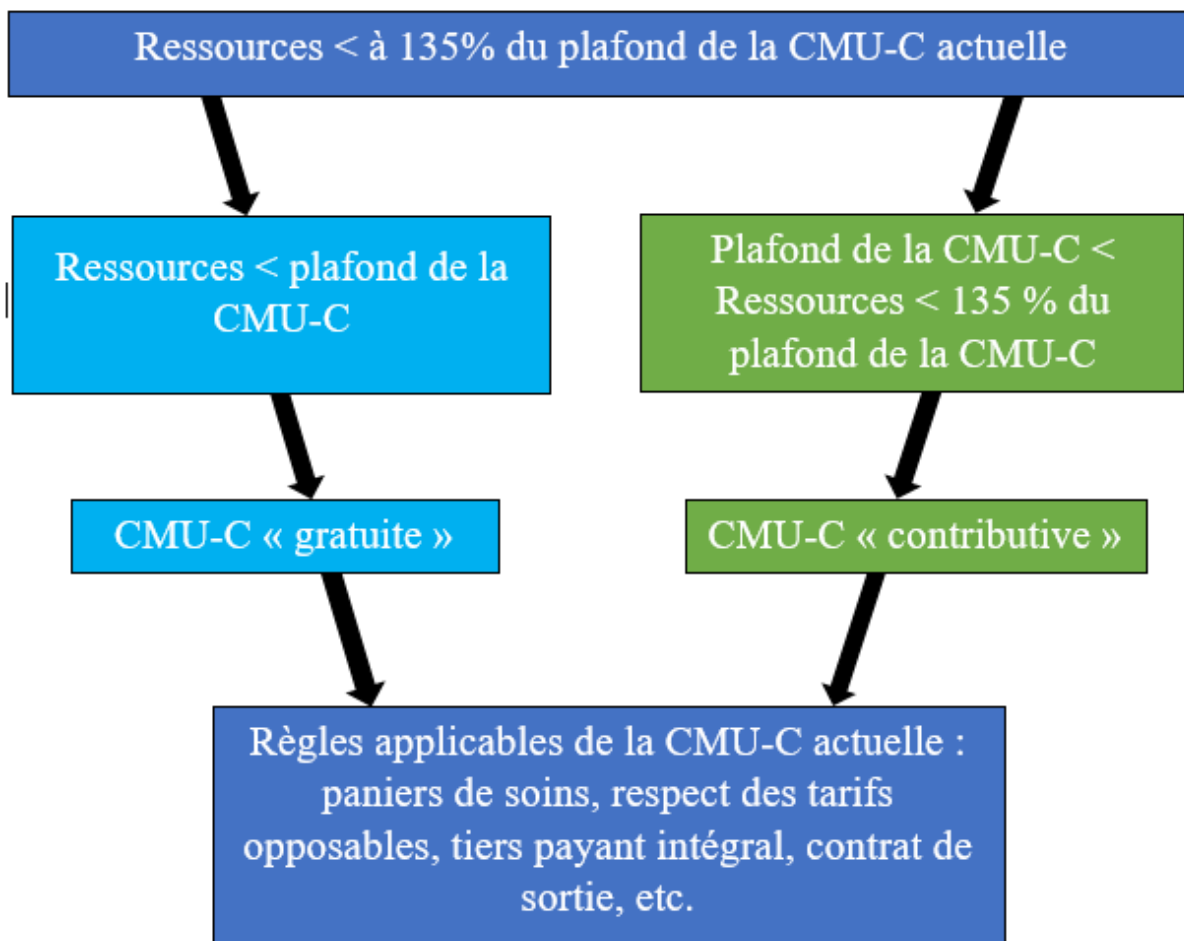 Ressources < à 135% du plafond de la CMU-C actuelle
Ressources < plafond de la
CMU-C
Plafond de la CMU-C <
Ressources < 135 % du
plafond de la CMU-C
CMU-C « gratuite »
CMU-C « contributive »
Règles applicables de la CMU-C actuelle :
paniers de soins, respect des tarifs
opposables, tiers payant intégral, contrat de
sortie, etc.